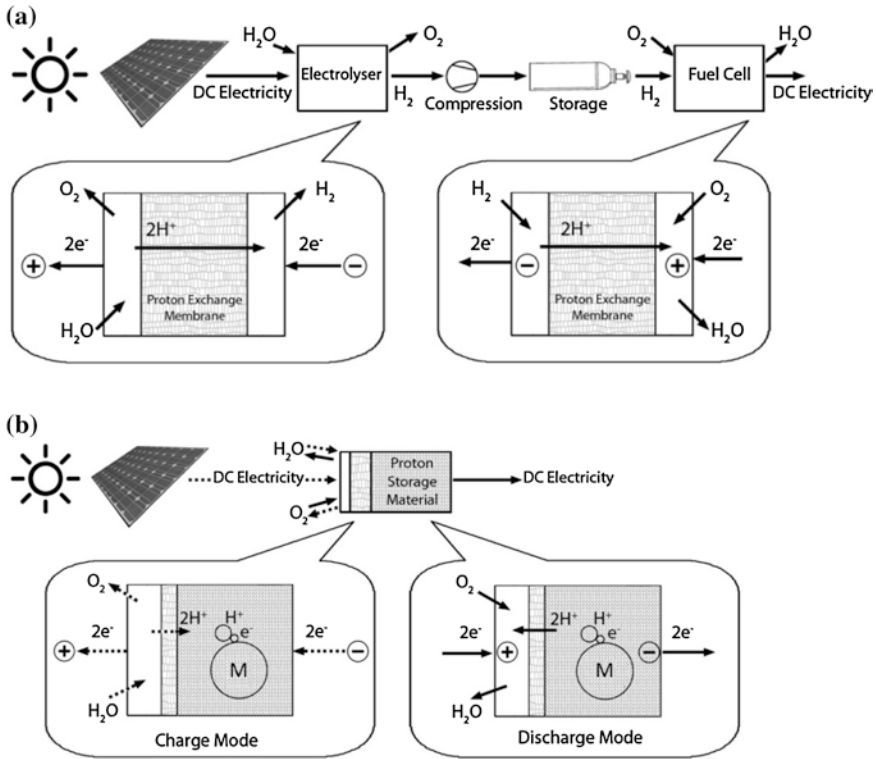 (a)
H₂O
O₂
O₂
H₂O
Electrolyser
Fuel Cell
DC Electricity
H₂
Compression
Storage
H₂
DC Electricity
O₂
H₂
H₂
O₂
2H⁺
2H⁺
2e⁻
2e⁻
2e⁻
2e⁻
+
−
−
+
Proton Exchange
Membrane
Proton Exchange
Membrane
H₂O
H₂O
(b)
H₂O
DC Electricity
Proton
Storage
Material
DC Electricity
O₂
O₂
2H⁺
H⁺
e⁻
2e⁻
2e⁻
+
−
M
H₂O
Charge Mode
O₂
2H⁺
H⁺
e⁻
2e⁻
2e⁻
+
−
M
H₂O
Discharge Mode